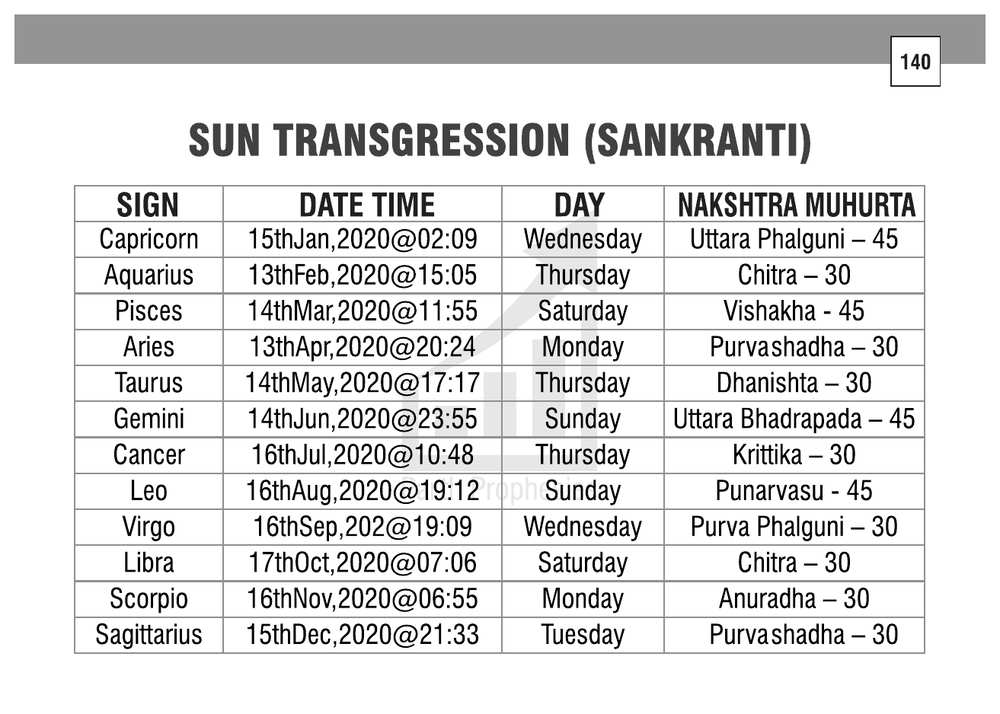 140
SUN TRANSGRESSION (SANKRANTI)
SIGN DATE TIME DAY NAKSHTRA MUHURTA
Capricorn 15thJan,2020@02:09 Wednesday Uttara Phalguni – 45
Aquarius 13thFeb,2020@15:05 Thursday Chitra – 30
Pisces 14thMar,2020@11:55 Saturday Vishakha - 45
Aries 13thApr,2020@20:24 Monday Purvashadha – 30
Taurus 14thMay,2020@17:17 Thursday Dhanishta – 30
Gemini 14thJun,2020@23:55 Sunday Uttara Bhadrapada – 45
Cancer 16thJul,2020@10:48 Thursday Krittika – 30
Leo 16thAug,2020@19:12 Sunday Punarvasu - 45
Virgo 16thSep,202@19:09 Wednesday Purva Phalguni – 30
Libra 17thOct,2020@07:06 Saturday Chitra – 30
Scorpio 16thNov,2020@06:55 Monday Anuradha – 30
Sagittarius 15thDec,2020@21:33 Tuesday Purvashadha – 30